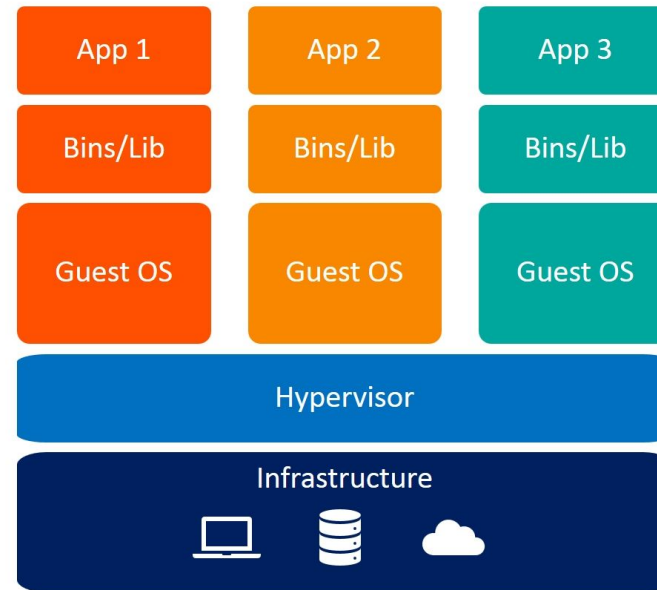 App 1
App 2
App 3
Bins/Lib
Bins/Lib
Bins/Lib
Guest OS
Guest OS
Guest OS
Hypervisor
Infrastructure